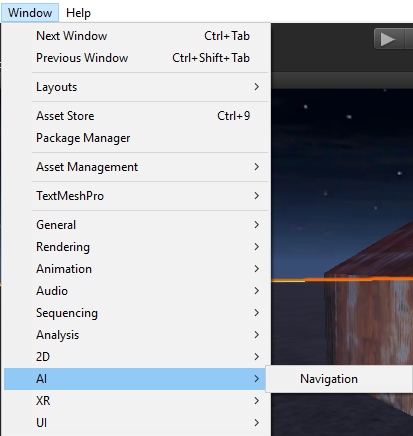 Window Help
Next Window Ctrl+Tab
Previous Window Ctrl+Shift+Tab
Layouts
Asset Store Ctrl+9
Package Manager
Asset Management
TextMeshPro
General
Rendering
Animation
Audio
Sequencing
Analysis
2D
AI Navigation
XR
UI